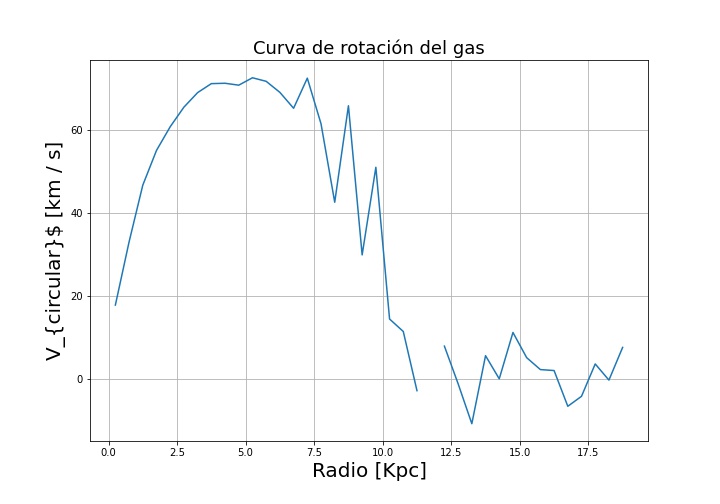 Curva de rotación del gas
V_{circular}$ [km / s]
60
40
20
0
0.0 2.5 5.0 7.5 10.0 12.5 15.0 17.5
Radio [Kpc]